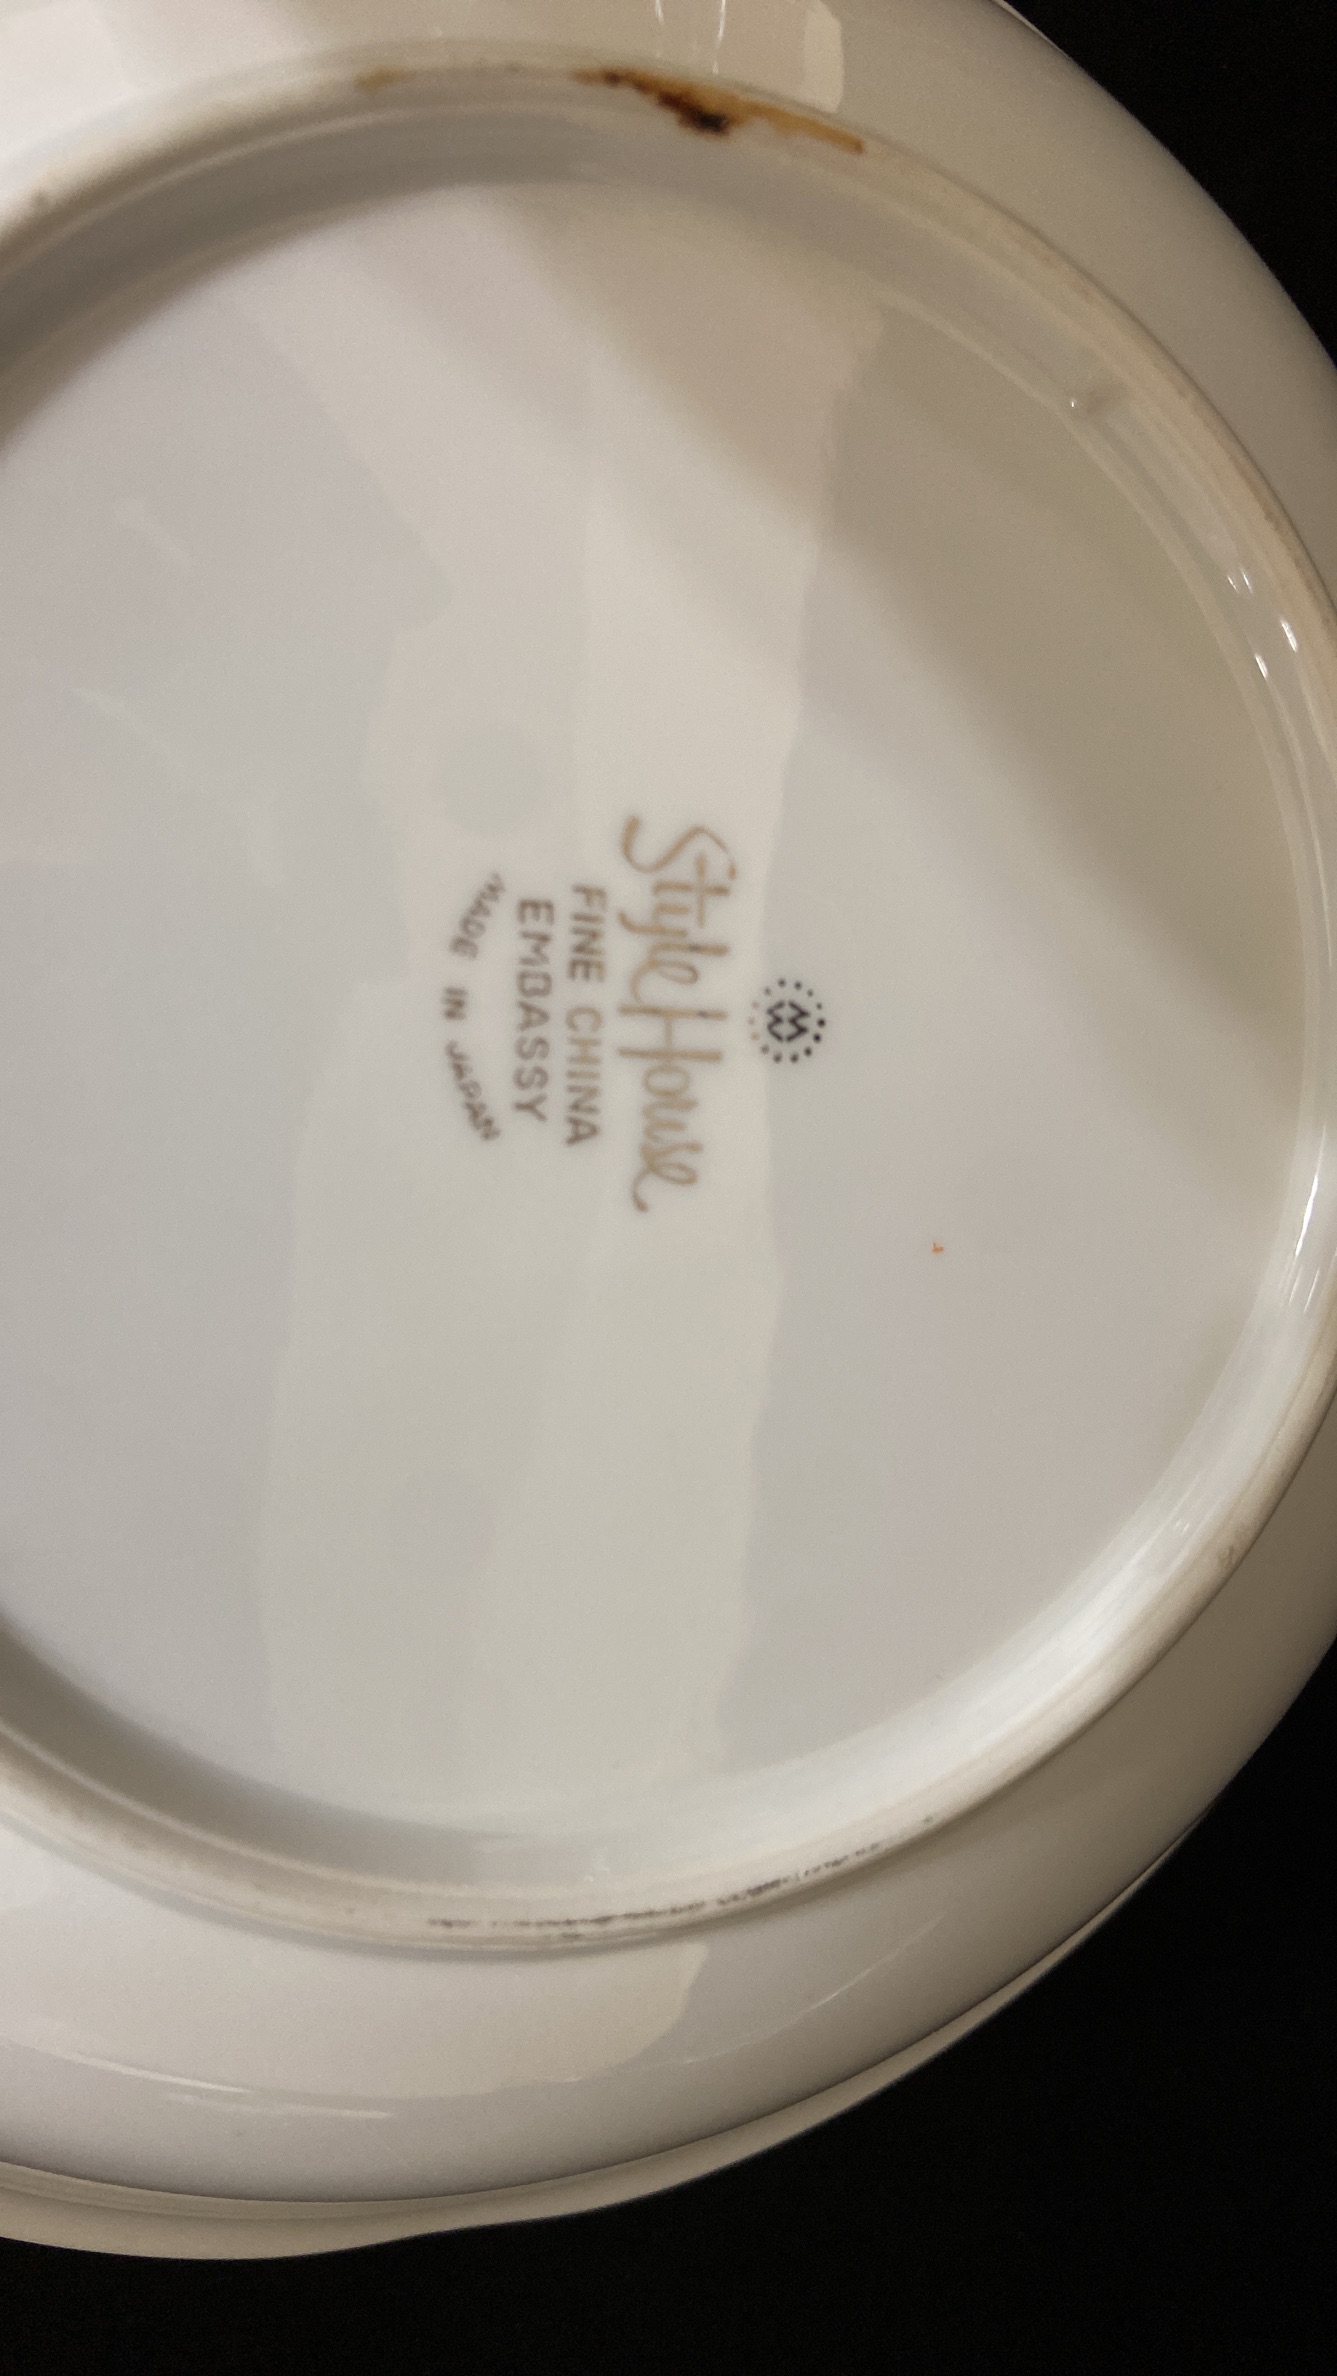 Style House
FINE CHINA
EMBASSY
MADE IN JAPAN